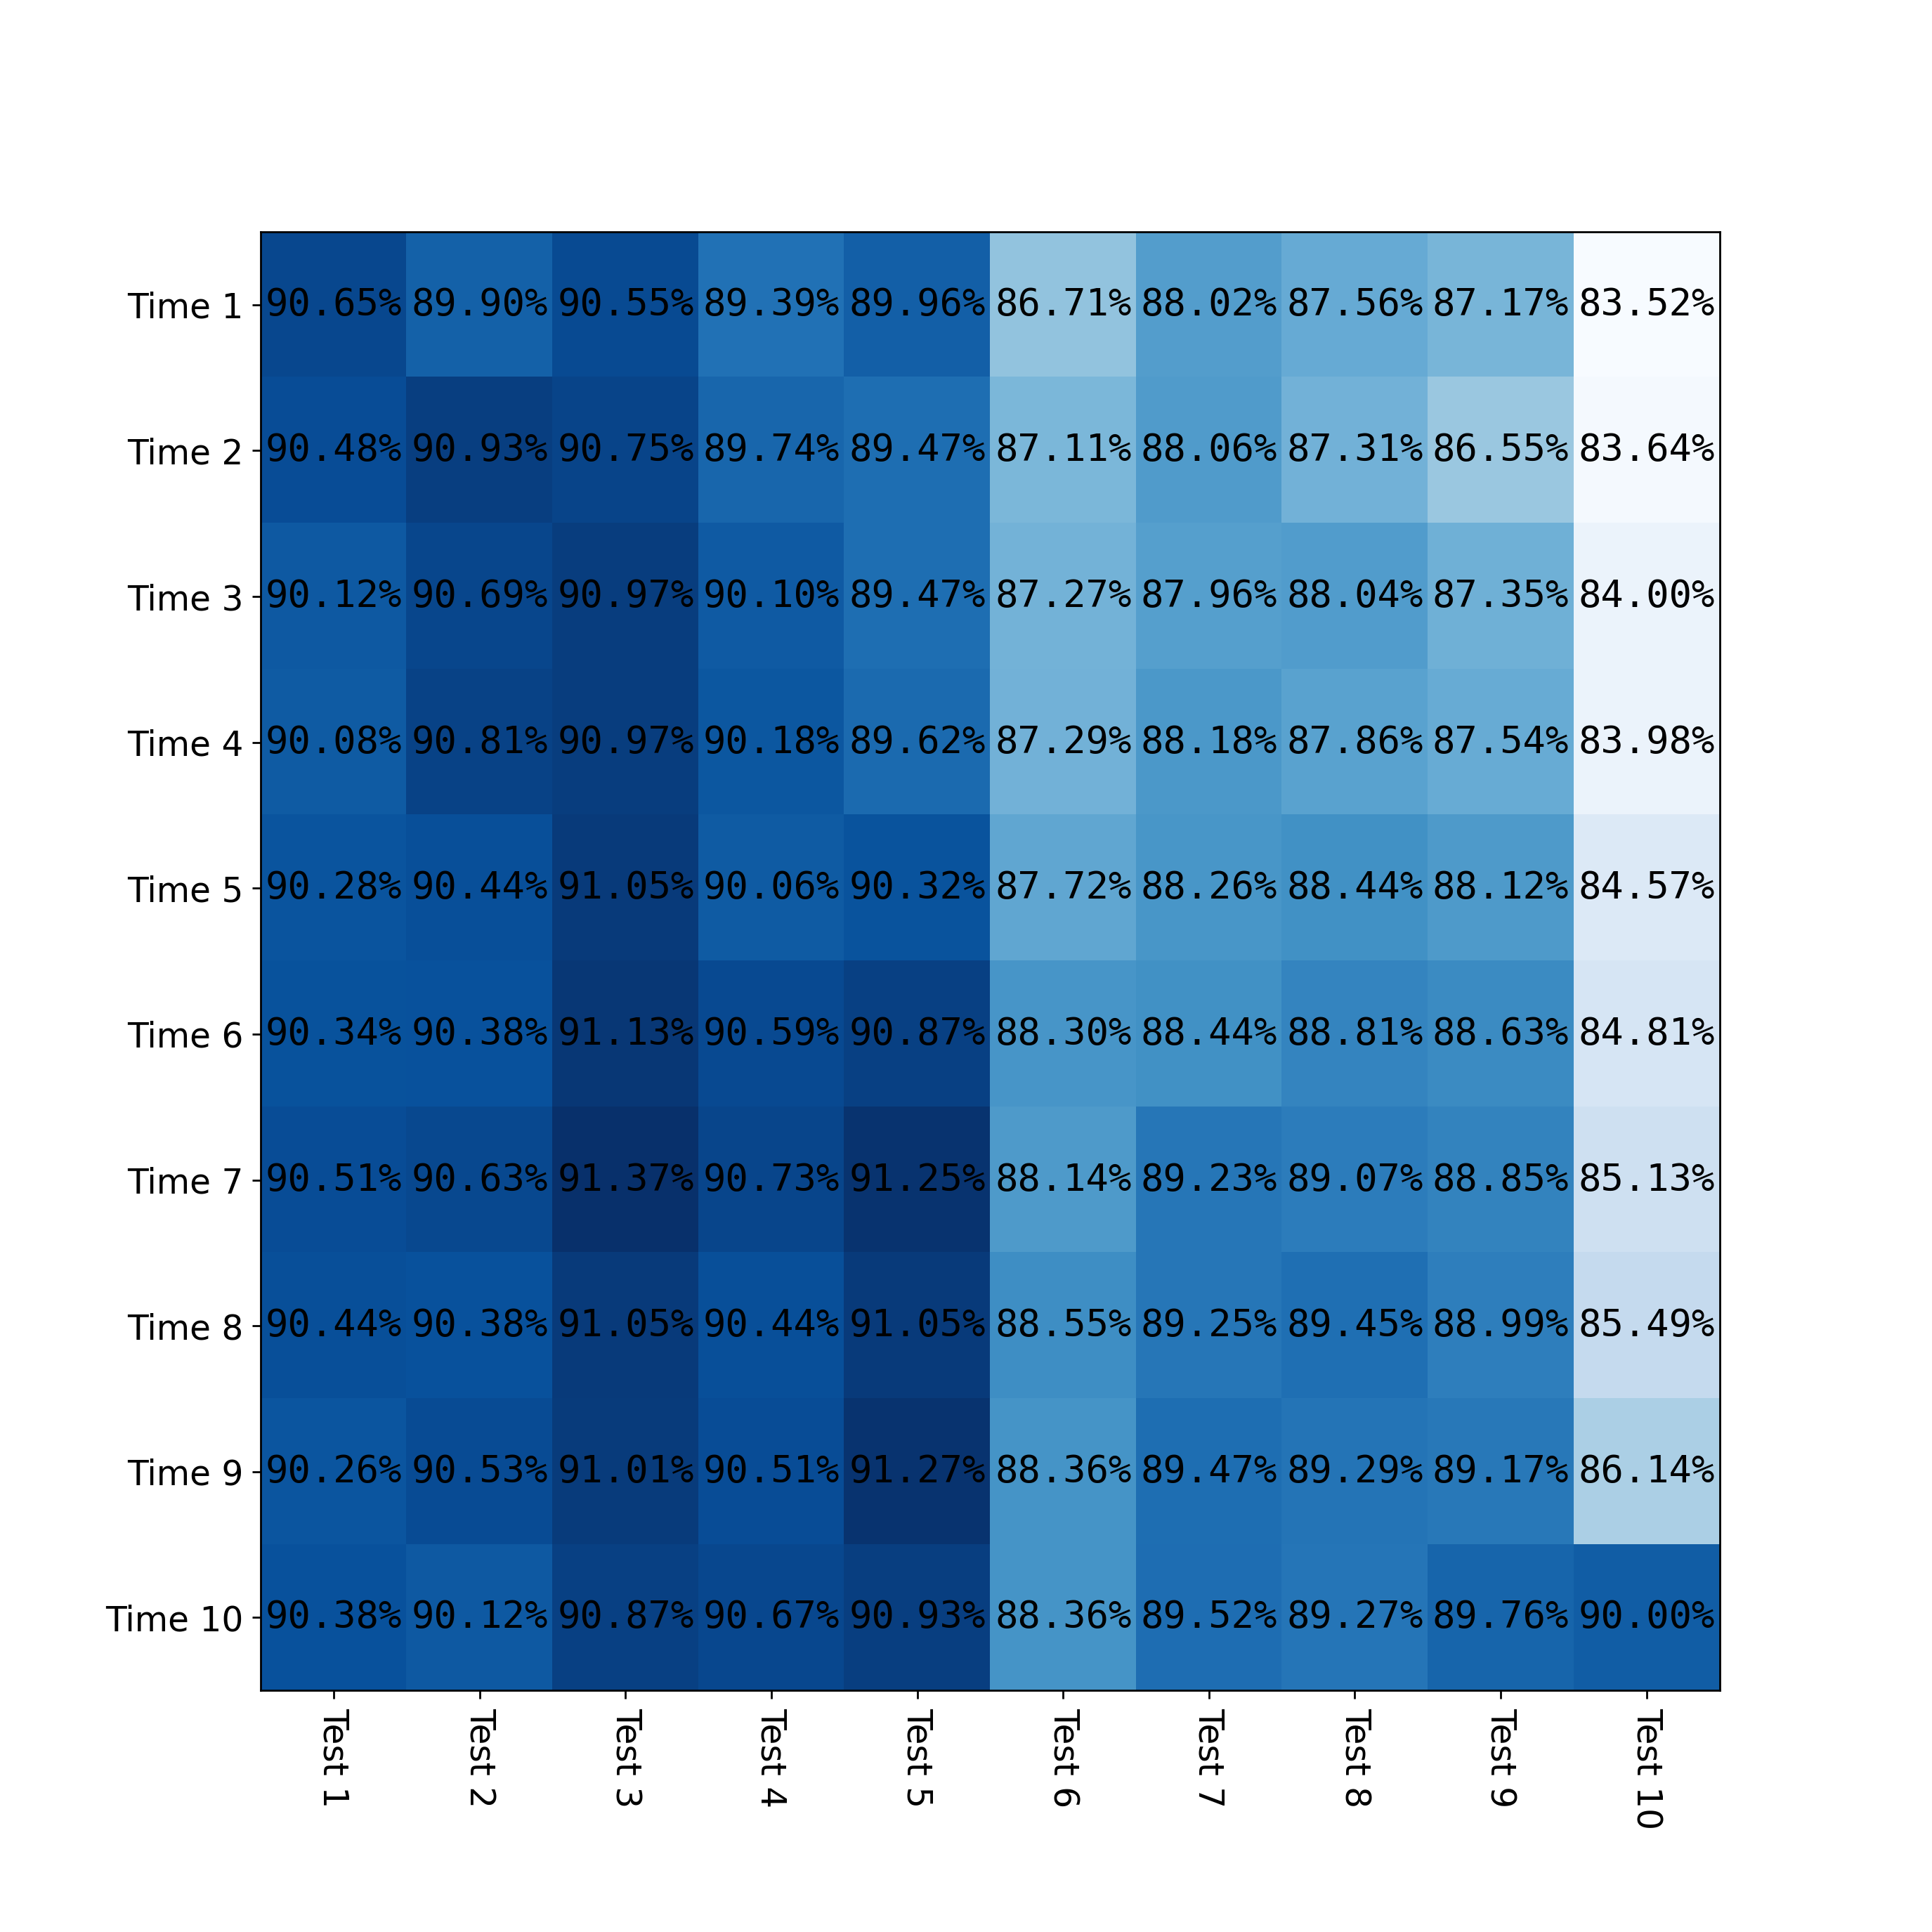 Time 1 90.65% 89.90% 90.55% 89.39% 89.96% 86.71% 88.02% 87.56% 87.17% 83.52%
Time 2 90.48% 90.93% 90.75% 89.74% 89.47% 87.11% 88.06% 87.31% 86.55% 83.64%
Time 3 90.12% 90.69% 90.97% 90.10% 89.47% 87.27% 87.96% 88.04% 87.35% 84.00%
Time 4 90.08% 90.81% 90.97% 90.18% 89.62% 87.29% 88.18% 87.86% 87.54% 83.98%
Time 5 90.28% 90.44% 91.05% 90.06% 90.32% 87.72% 88.26% 88.44% 88.12% 84.57%
Time 6 90.34% 90.38% 91.13% 90.59% 90.87% 88.30% 88.44% 88.81% 88.63% 84.81%
Time 7 90.51% 90.63% 91.37% 90.73% 91.25% 88.14% 89.23% 89.07% 88.85% 85.13%
Time 8 90.44% 90.38% 91.05% 90.44% 91.05% 88.55% 89.25% 89.45% 88.99% 85.49%
Time 9 90.26% 90.53% 91.01% 90.51% 91.27% 88.36% 89.47% 89.29% 89.17% 86.14%
Time 10 90.38% 90.12% 90.87% 90.67% 90.93% 88.36% 89.52% 89.27% 89.76% 90.00%
Test 1 Test 2 Test 3 Test 4 Test 5 Test 6 Test 7 Test 8 Test 9 Test 10